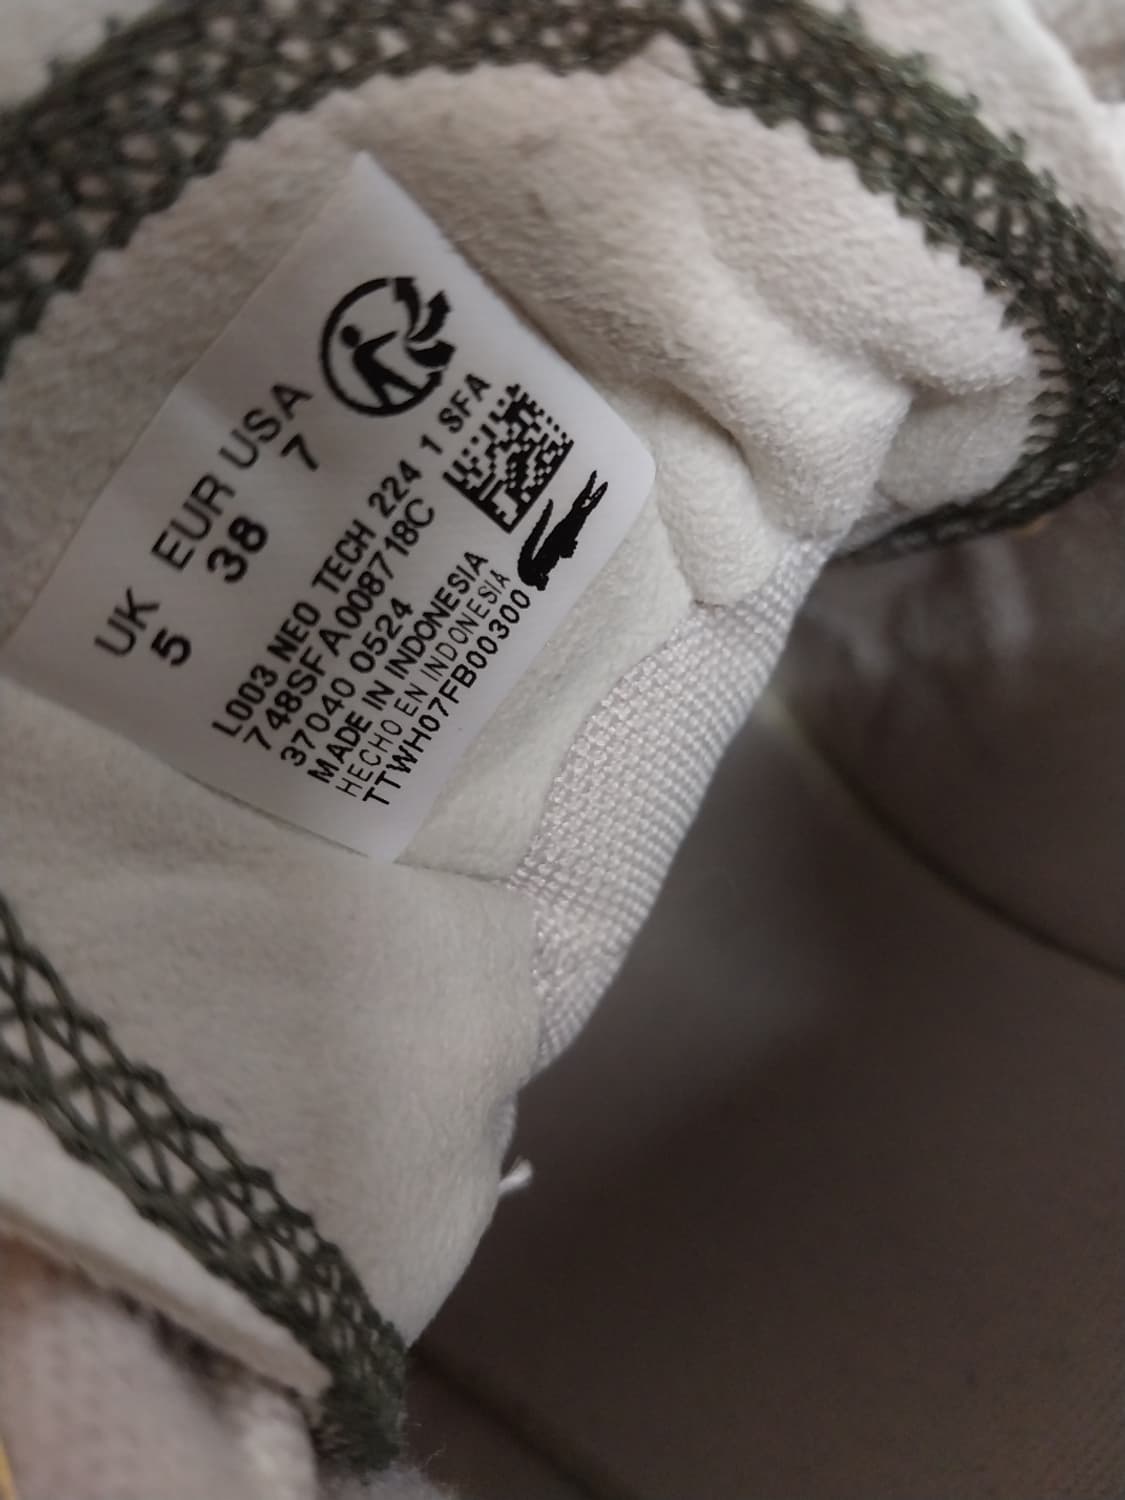 UK EUR USA
5 38 7
L003 NEO TECH 224 1 SFA
748SFA008718C
37040 0524
MADE IN INDONESIA
HECHO EN INDONESIA
TTWH07FB00300